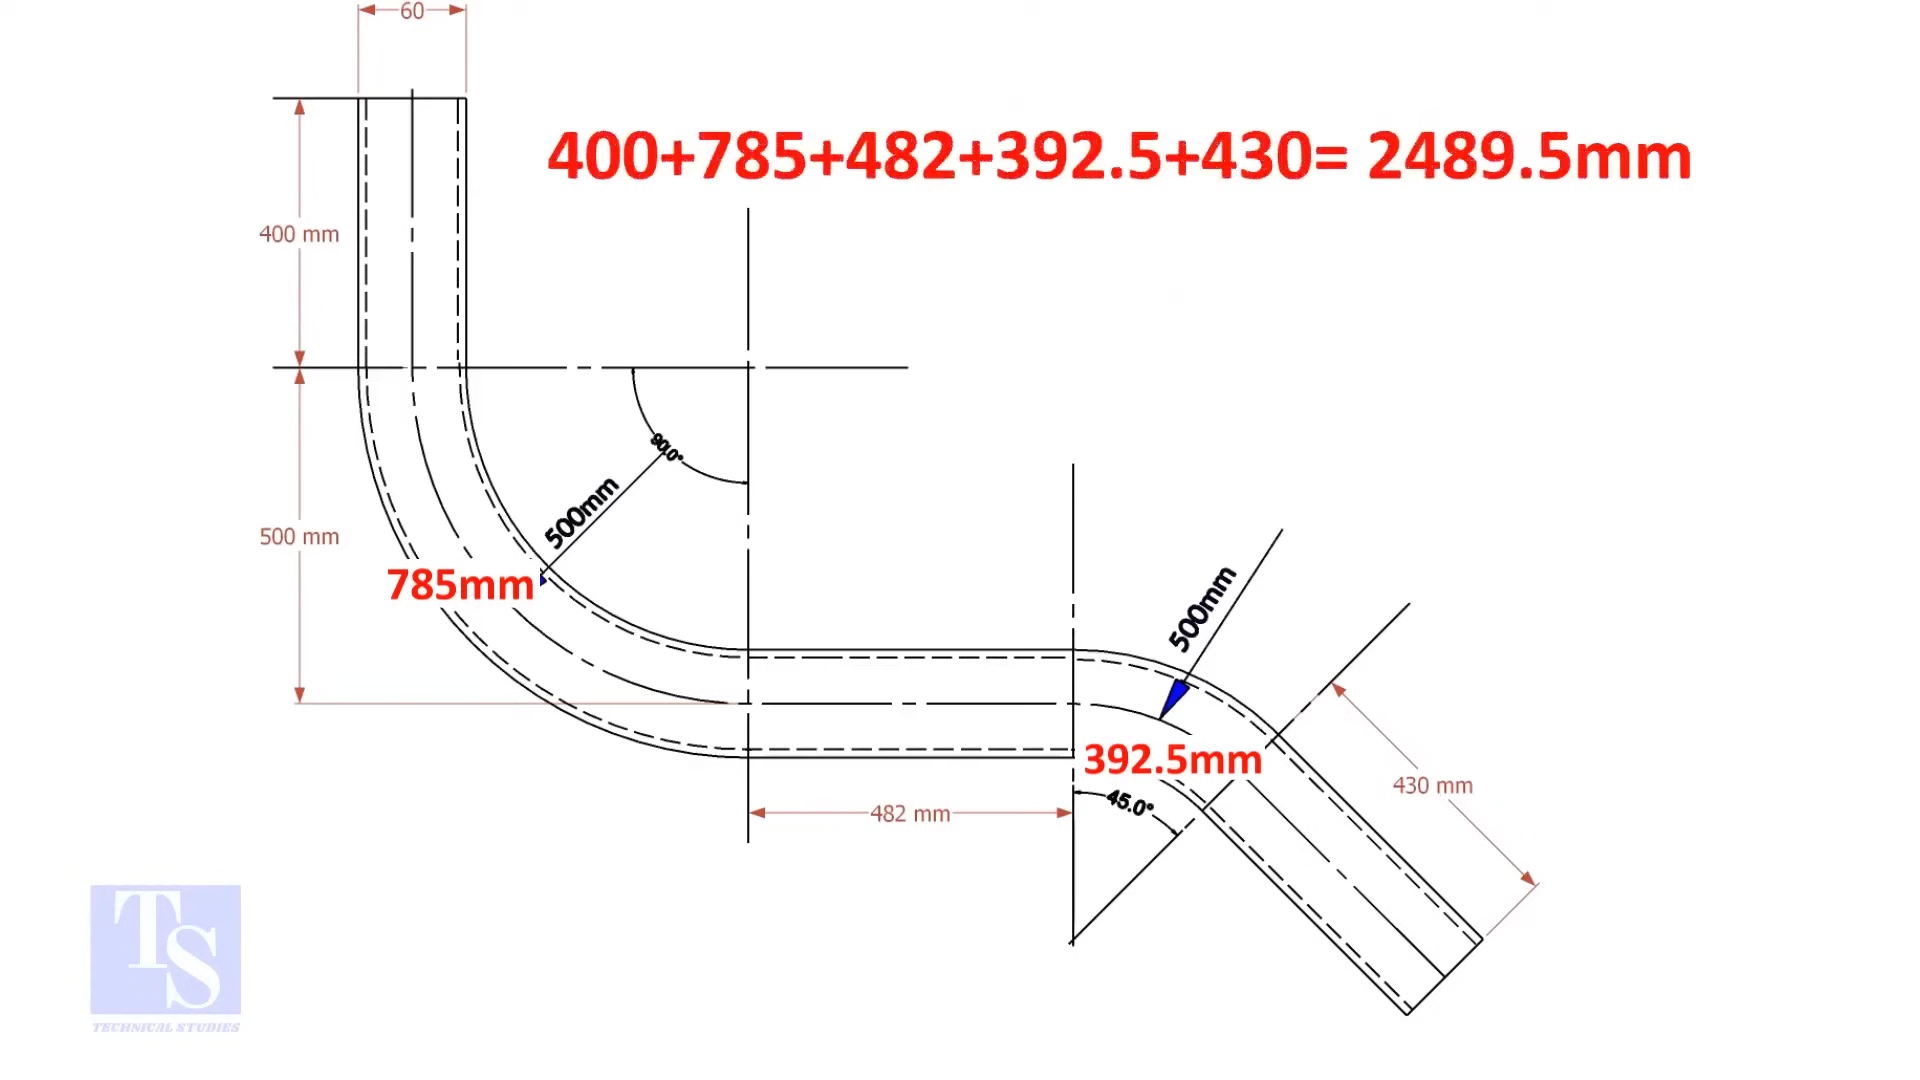 60
400+785+482+392.5+430= 2489.5mm
400 mm
90.0°
500mm
500 mm
785mm
500mm
392.5mm
430 mm
45.0°
482 mm
TS
TECHNICAL STUDIES